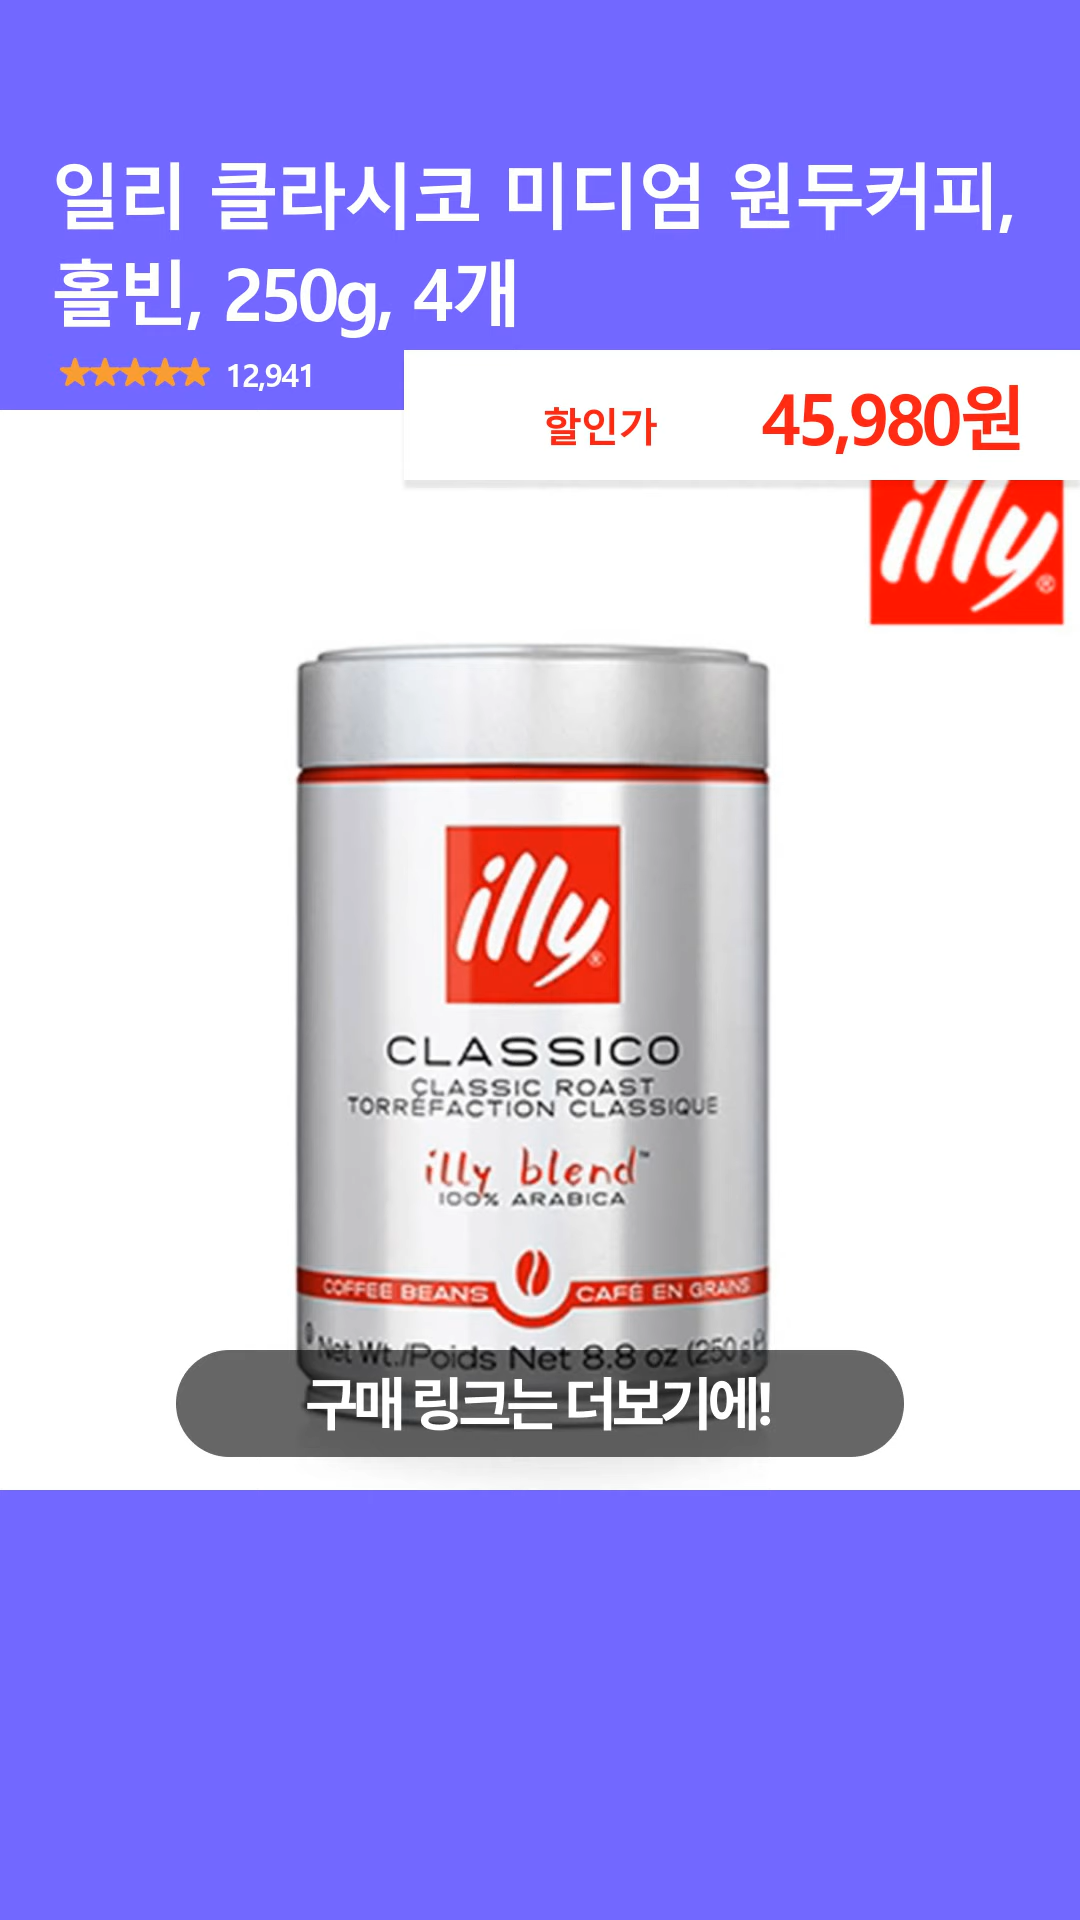 일리 클라시코 미디엄 원두커피,
홀빈, 250g, 4개
12,941
할인가 45,980원
illy®
illy®
CLASSICO
CLASSIC ROAST
TORRÉFACTION CLASSIQUE
illy blend™
100% ARABICA
COFFEE BEANS CAFÉ EN GRAINS
Net Wt./Poids Net 8.8 oz (250 g ℮)
구매 링크는 더보기에!